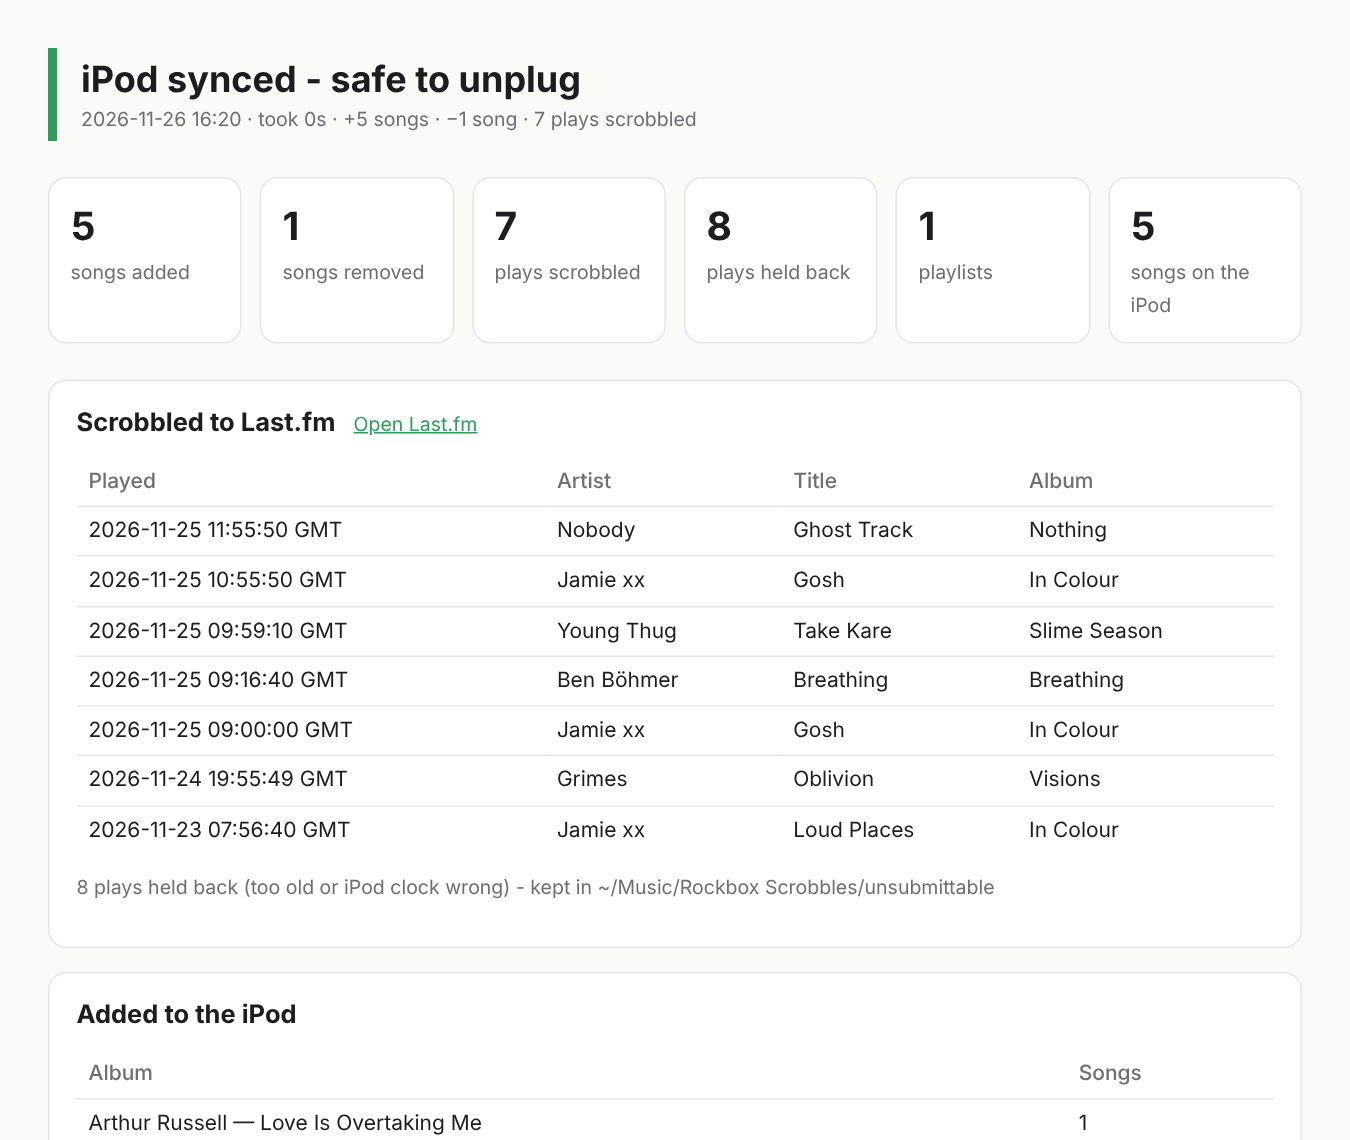 iPod synced - safe to unplug
2026-11-26 16:20 · took 0s · +5 songs · −1 song · 7 plays scrobbled
5
songs added
1
songs removed
7
plays scrobbled
8
plays held back
1
playlists
5
songs on the
iPod
Scrobbled to Last.fm Open Last.fm
Played Artist Title Album
2026-11-25 11:55:50 GMT Nobody Ghost Track Nothing
2026-11-25 10:55:50 GMT Jamie xx Gosh In Colour
2026-11-25 09:59:10 GMT Young Thug Take Kare Slime Season
2026-11-25 09:16:40 GMT Ben Böhmer Breathing Breathing
2026-11-25 09:00:00 GMT Jamie xx Gosh In Colour
2026-11-24 19:55:49 GMT Grimes Oblivion Visions
2026-11-23 07:56:40 GMT Jamie xx Loud Places In Colour
8 plays held back (too old or iPod clock wrong) - kept in ~/Music/Rockbox Scrobbles/unsubmittable
Added to the iPod
Album Songs
Arthur Russell — Love Is Overtaking Me 1